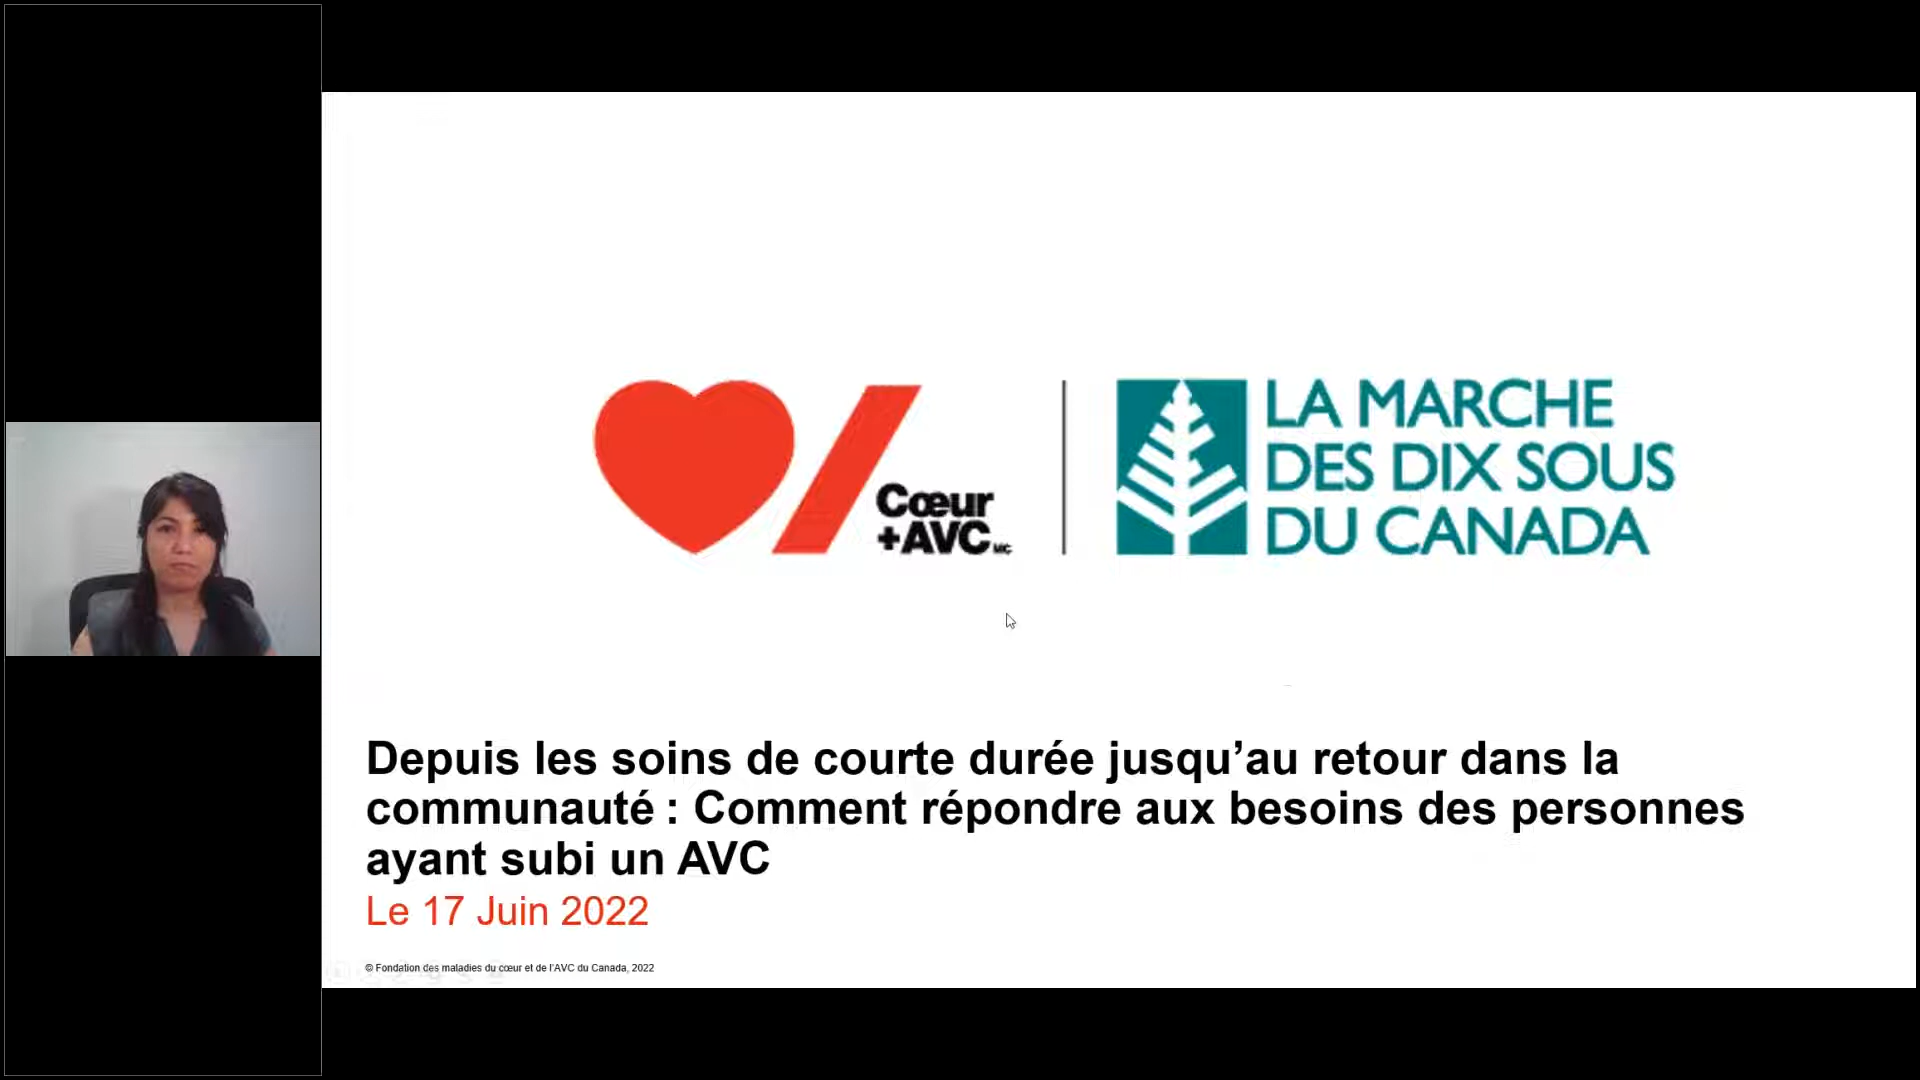 Cœur
+AVC MC
LA MARCHE
DES DIX SOUS
DU CANADA
Depuis les soins de courte durée jusqu’au retour dans la
communauté : Comment répondre aux besoins des personnes
ayant subi un AVC
Le 17 Juin 2022
© Fondation des maladies du cœur et de l’AVC du Canada, 2022